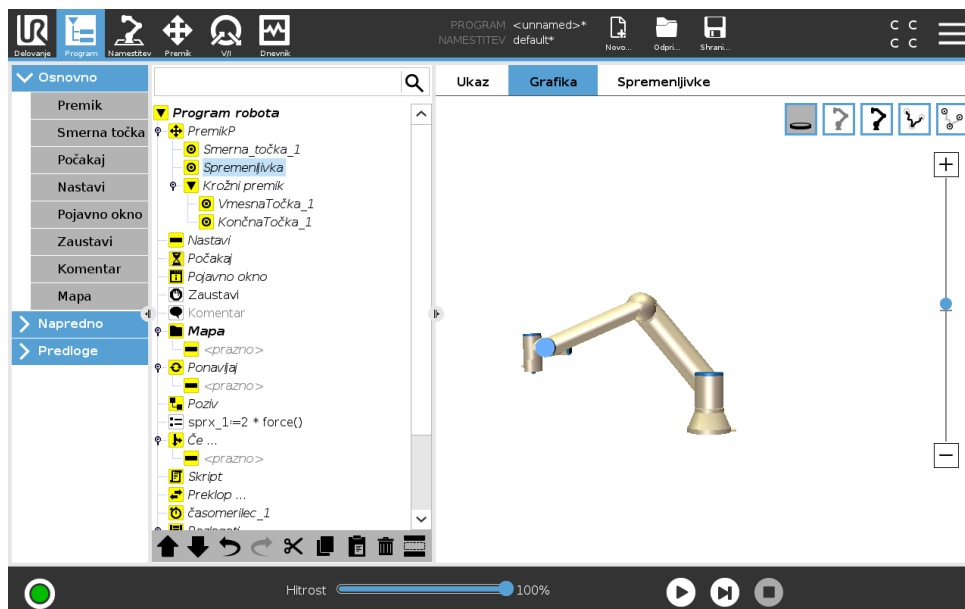 PROGRAM <unnamed>*
NAMESTITEV default*
Delovanje Program Namestitev Premik V/I Dnevnik Novo... Odpri... Shrani...
C C
C C
Osnovno
Premik
Smerna točka
Počakaj
Nastavi
Pojavno okno
Zaustavi
Komentar
Mapa
Napredno
Predloge
Program robota
PremikP
Smerna_točka_1
Spremenljivka
Krožni premik
VmesnaTočka_1
KončnaTočka_1
Nastavi
Počakaj
Pojavno okno
Zaustavi
Komentar
Mapa
<prazno>
Ponavljaj
<prazno>
Poziv
sprx_1:=2 * force()
Če ...
<prazno>
Skript
Preklop ...
časomerilec_1
Ukaz Grafika Spremenljivke
Hitrost 100%